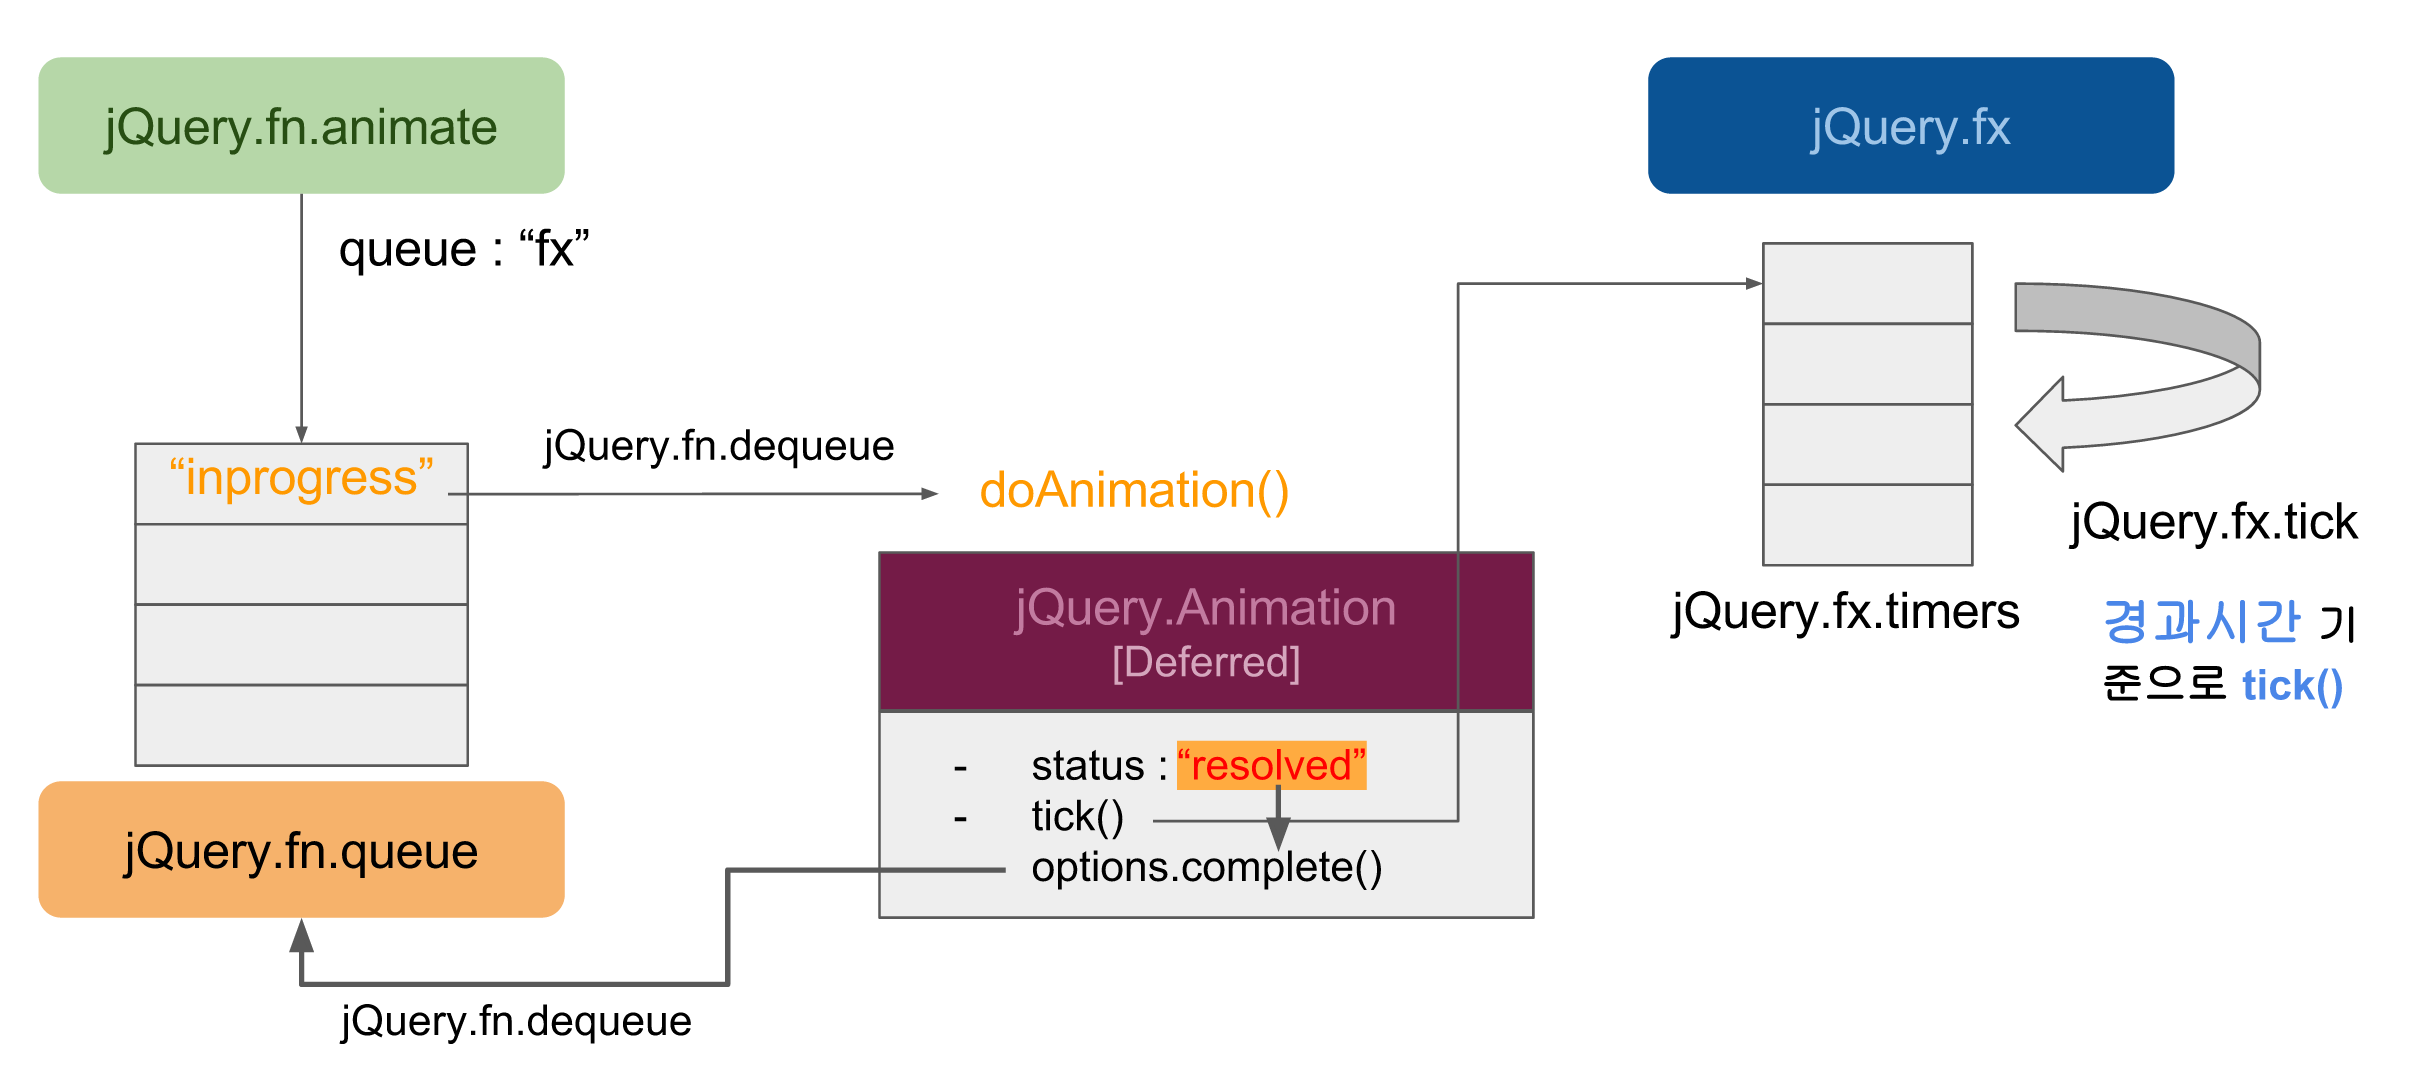 jQuery.fn.animate
jQuery.fx
queue : “fx”
“inprogress”
jQuery.fn.dequeue
doAnimation()
jQuery.fx.tick
jQuery.fx.timers
경과시간 기
준으로 tick()
jQuery.Animation
[Deferred]
- status : “resolved”
- tick()
options.complete()
jQuery.fn.queue
jQuery.fn.dequeue